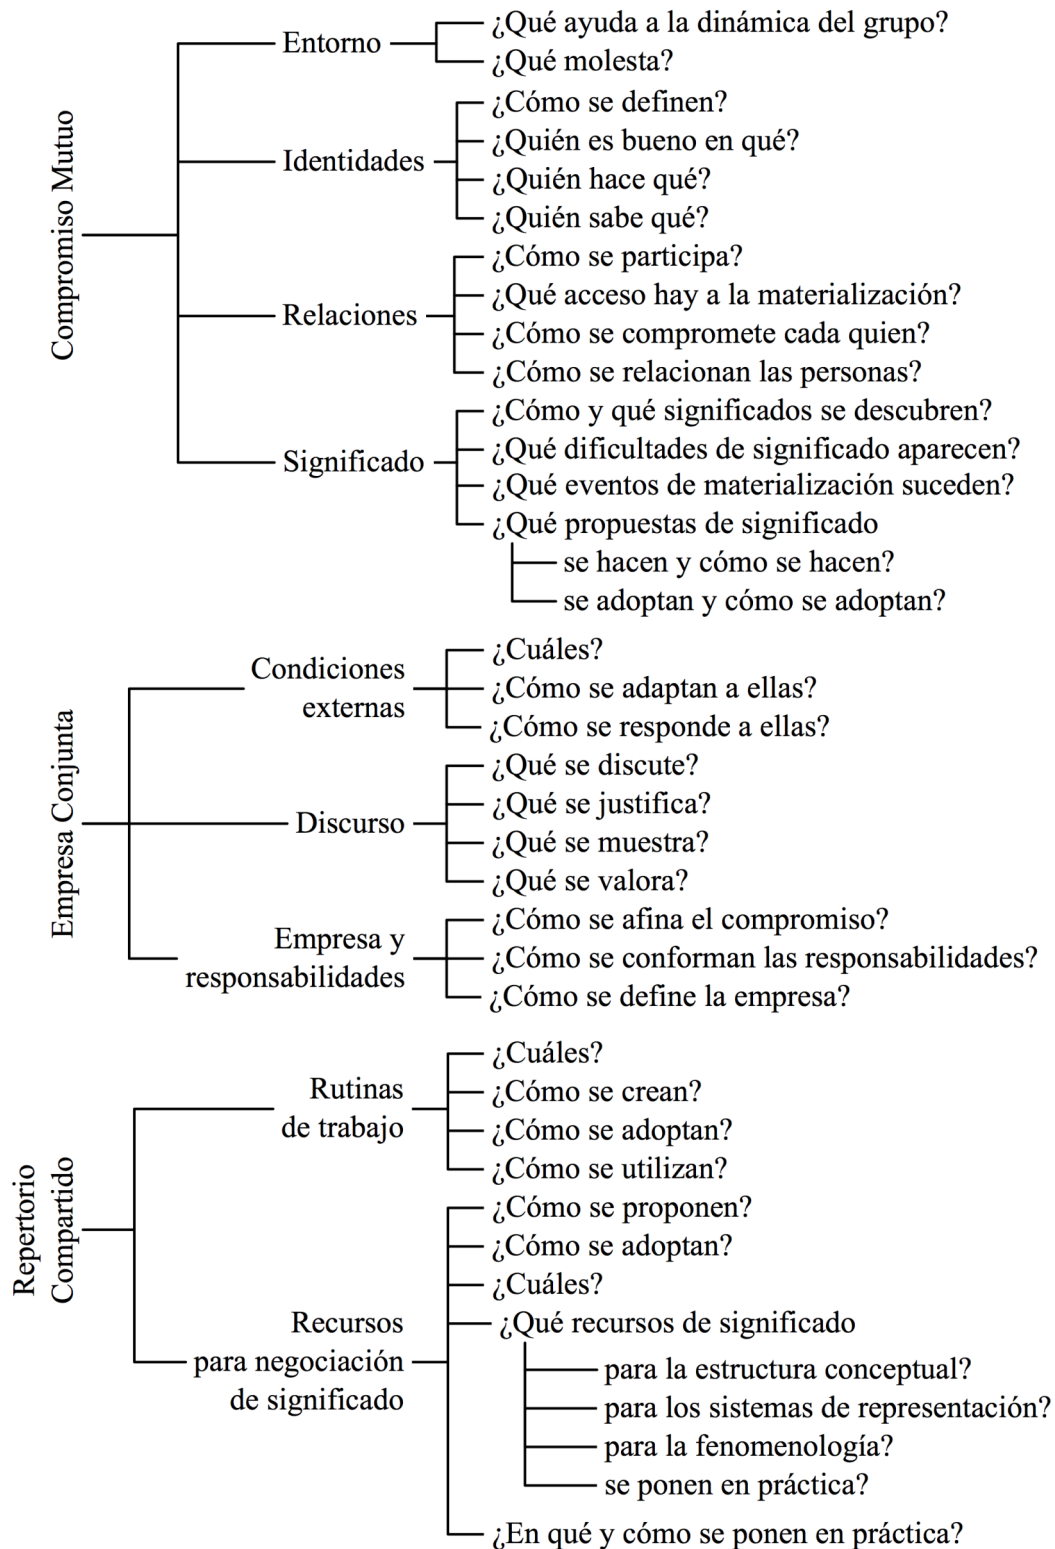 Compromiso Mutuo
Entorno
¿Qué ayuda a la dinámica del grupo?
¿Qué molesta?
Identidades
¿Cómo se definen?
¿Quién es bueno en qué?
¿Quién hace qué?
¿Quién sabe qué?
Relaciones
¿Cómo se participa?
¿Qué acceso hay a la materialización?
¿Cómo se compromete cada quien?
¿Cómo se relacionan las personas?
Significado
¿Cómo y qué significados se descubren?
¿Qué dificultades de significado aparecen?
¿Qué eventos de materialización suceden?
¿Qué propuestas de significado
se hacen y cómo se hacen?
se adoptan y cómo se adoptan?
Empresa Conjunta
Condiciones
externas
¿Cuáles?
¿Cómo se adaptan a ellas?
¿Cómo se responde a ellas?
Discurso
¿Qué se discute?
¿Qué se justifica?
¿Qué se muestra?
¿Qué se valora?
Empresa y
responsabilidades
¿Cómo se afina el compromiso?
¿Cómo se conforman las responsabilidades?
¿Cómo se define la empresa?
Repertorio
Compartido
Rutinas
de trabajo
¿Cuáles?
¿Cómo se crean?
¿Cómo se adoptan?
¿Cómo se utilizan?
Recursos
para negociación
de significado
¿Cómo se proponen?
¿Cómo se adoptan?
¿Cuáles?
¿Qué recursos de significado
para la estructura conceptual?
para los sistemas de representación?
para la fenomenología?
se ponen en práctica?
¿En qué y cómo se ponen en práctica?